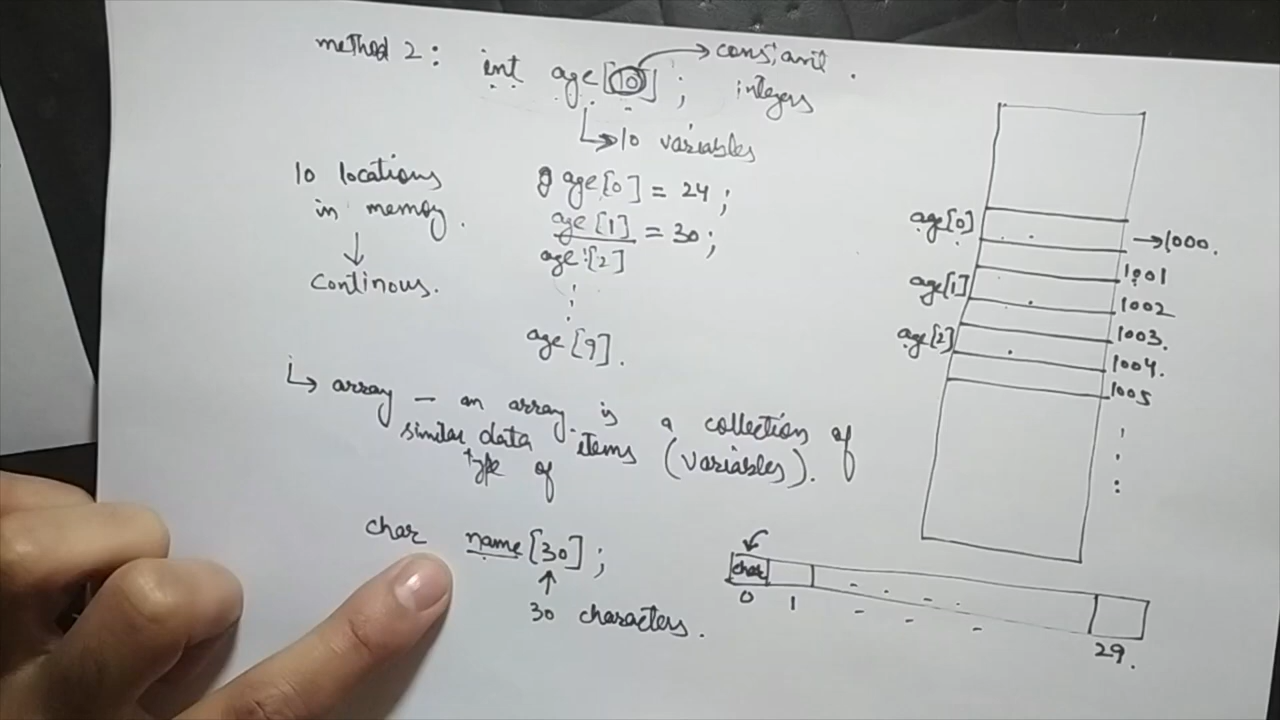 method 2: int age[10]; → constant.
integers
↳ 10 variables
10 locations
in memory.
↓
Continous.
age[0] = 24;
age[1] = 30;
age[2]
age[9].
↳ array – an array is a collection of
similar data items (variables).
type of
char name[30];
↑
30 characters.
age[0]
→1000.
1001
age[1]
1002
1003.
age[2]
1004.
1005
char
0 1 29.